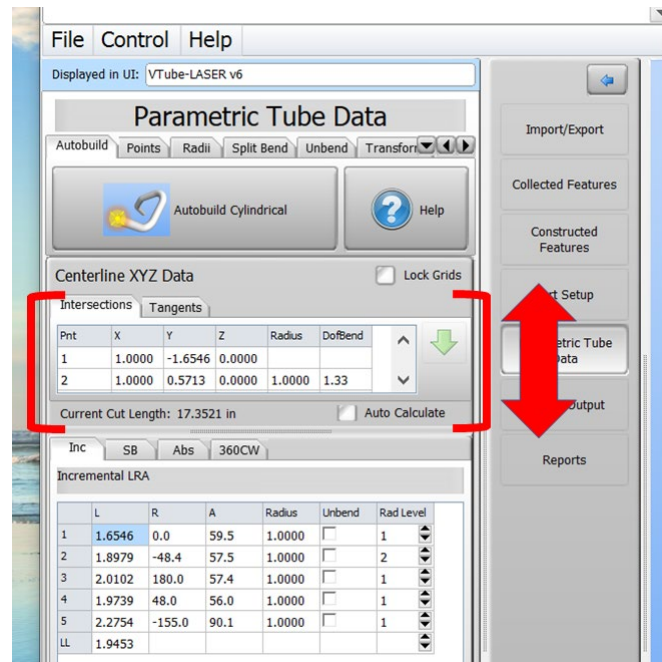 File Control Help
Displayed in UI: VTube-LASER v6
Parametric Tube Data
Autobuild Points Radii Split Bend Unbend
Autobuild Cylindrical Help
Centerline XYZ Data Lock Grids
Intersections Tangents
Pnt X Y Z Radius DofBend
1 1.0000 -1.6546 0.0000
2 1.0000 0.5713 0.0000 1.0000 1.33
Current Cut Length: 17.3521 in Auto Calculate
Inc SB Abs 360CW
Incremental LRA
L R A Radius Unbend Rad Level
1 1.6546 0.0 59.5 1.0000 1
2 1.8979 -48.4 57.5 1.0000 2
3 2.0102 180.0 57.4 1.0000 1
4 1.9739 48.0 56.0 1.0000 1
5 2.2754 -155.0 90.1 1.0000 1
LL 1.9453
Import/Export
Collected Features
Constructed
Features
Setup
Tube
Data
Output
Reports